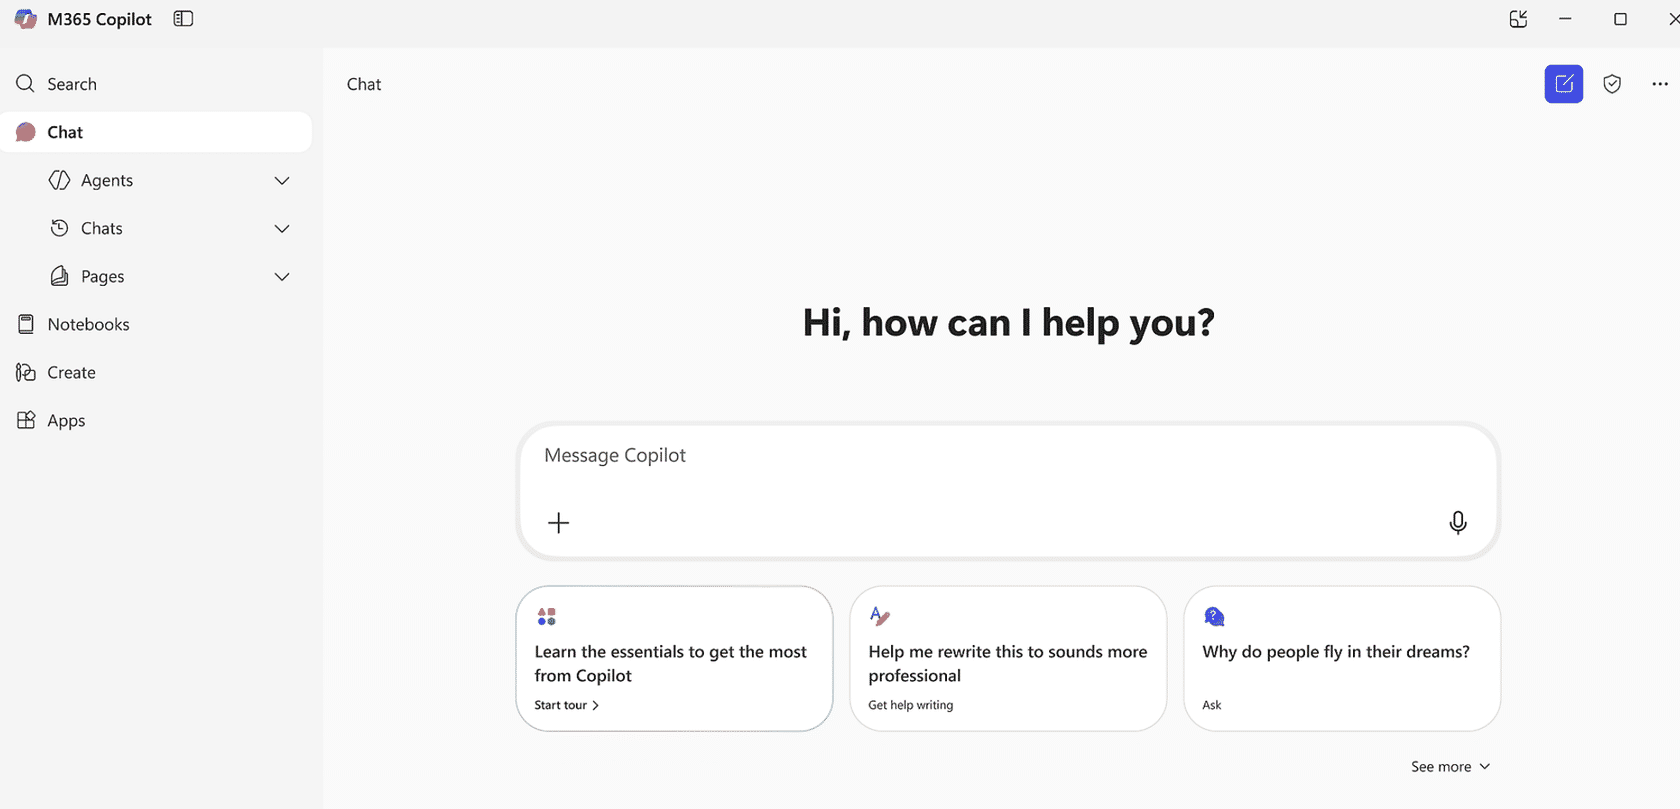 M365 Copilot
Search
Chat
Agents
Chats
Pages
Notebooks
Create
Apps
Chat
Hi, how can I help you?
Message Copilot
Learn the essentials to get the most
from Copilot
Start tour
Help me rewrite this to sounds more
professional
Get help writing
Why do people fly in their dreams?
Ask
See more